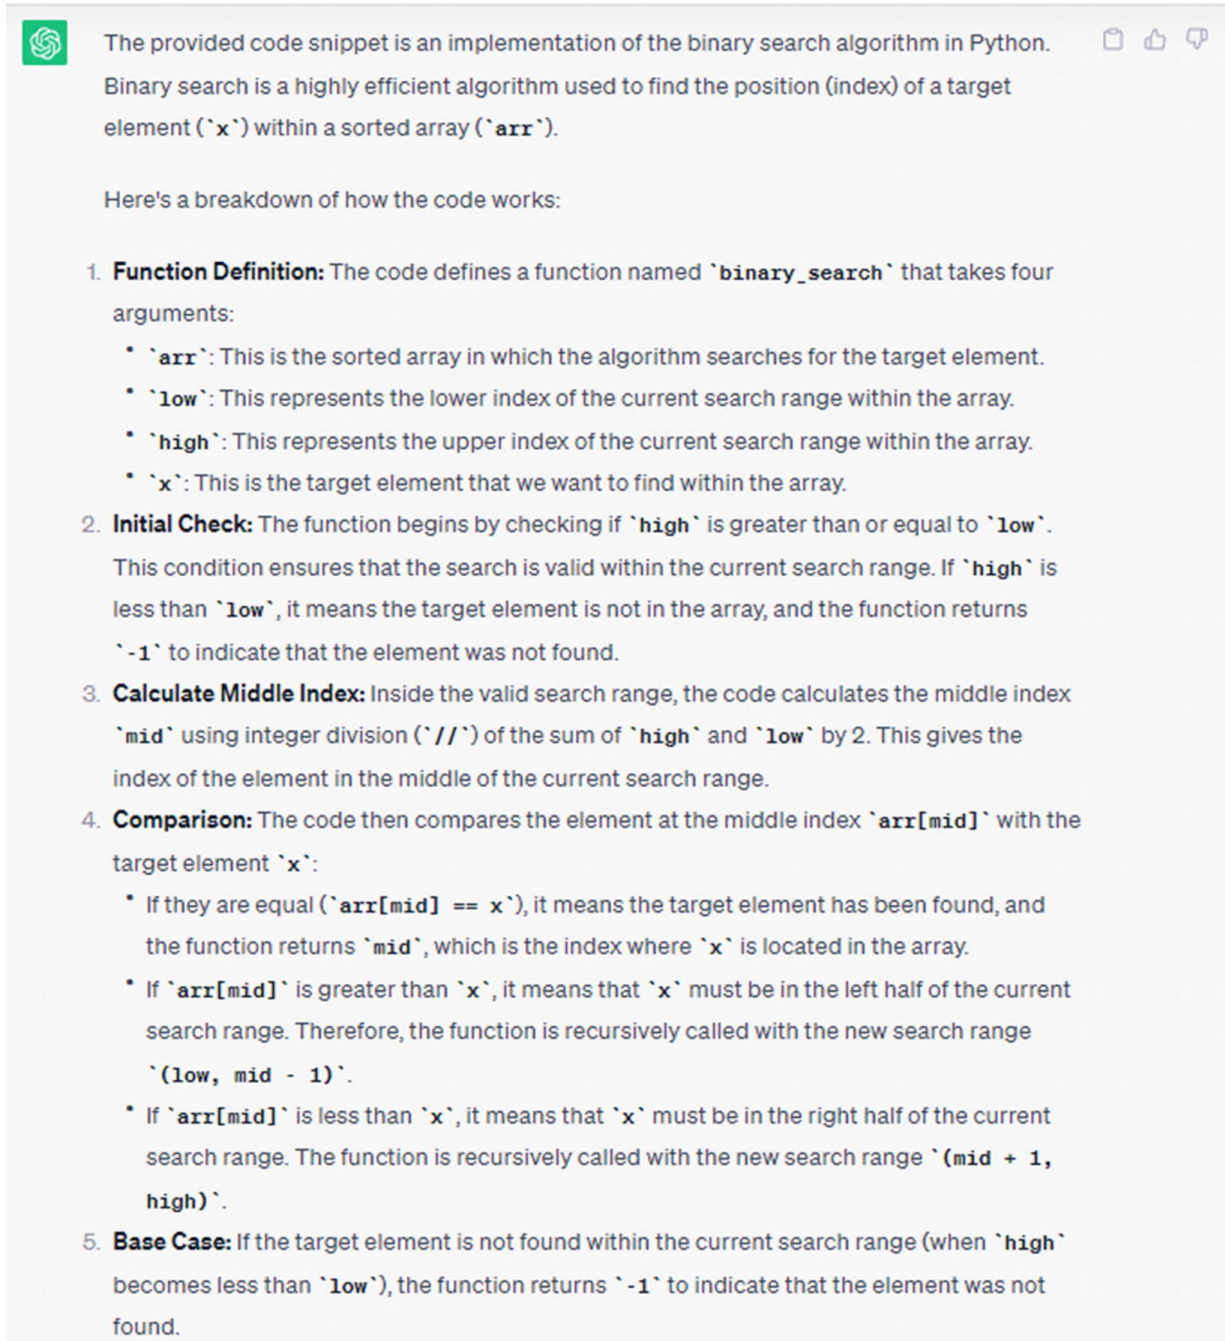 The provided code snippet is an implementation of the binary search algorithm in Python.
Binary search is a highly efficient algorithm used to find the position (index) of a target
element (`x`) within a sorted array (`arr`).
Here's a breakdown of how the code works:
1. Function Definition: The code defines a function named `binary_search` that takes four
arguments:
• `arr`: This is the sorted array in which the algorithm searches for the target element.
• `low`: This represents the lower index of the current search range within the array.
• `high`: This represents the upper index of the current search range within the array.
• `x`: This is the target element that we want to find within the array.
2. Initial Check: The function begins by checking if `high` is greater than or equal to `low`.
This condition ensures that the search is valid within the current search range. If `high` is
less than `low`, it means the target element is not in the array, and the function returns
`-1` to indicate that the element was not found.
3. Calculate Middle Index: Inside the valid search range, the code calculates the middle index
`mid` using integer division (`//`) of the sum of `high` and `low` by 2. This gives the
index of the element in the middle of the current search range.
4. Comparison: The code then compares the element at the middle index `arr[mid]` with the
target element `x`:
• If they are equal (`arr[mid] == x`), it means the target element has been found, and
the function returns `mid`, which is the index where `x` is located in the array.
• If `arr[mid]` is greater than `x`, it means that `x` must be in the left half of the current
search range. Therefore, the function is recursively called with the new search range
`(low, mid - 1)`.
• If `arr[mid]` is less than `x`, it means that `x` must be in the right half of the current
search range. The function is recursively called with the new search range `(mid + 1,
high)`.
5. Base Case: If the target element is not found within the current search range (when `high`
becomes less than `low`), the function returns `-1` to indicate that the element was not
found.